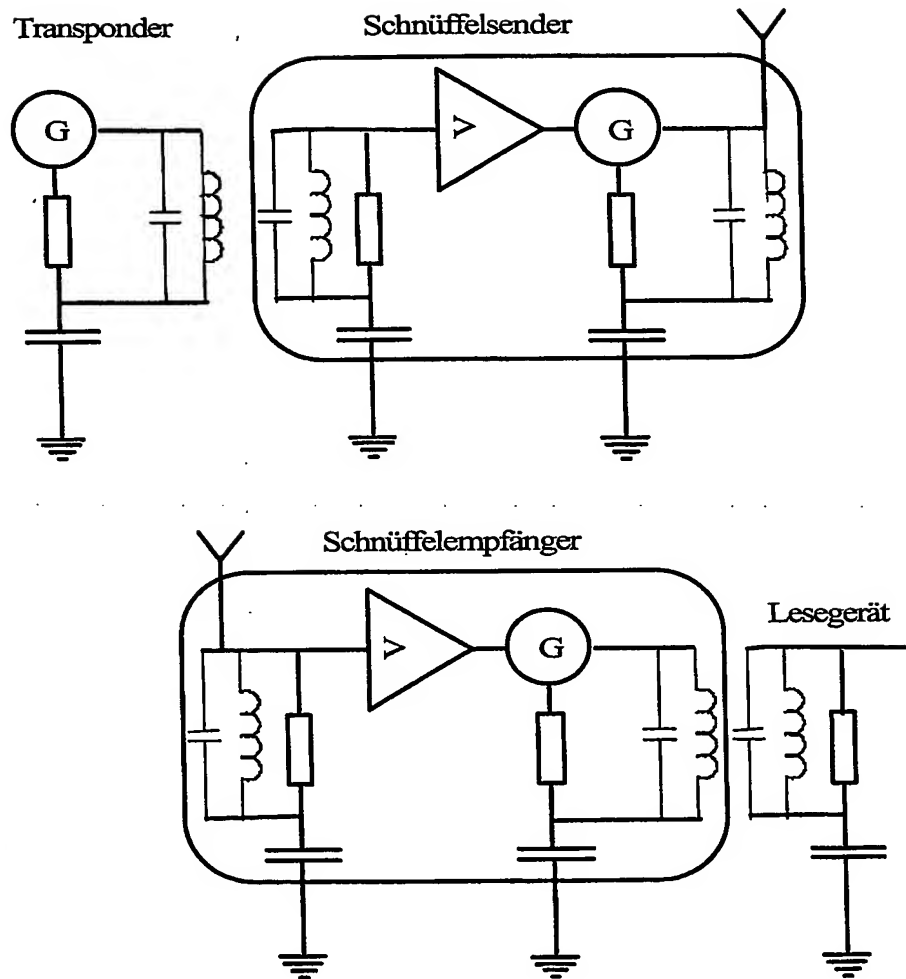 Transponder
Schnüffelsender
G
V
G
Schnüffelempfänger
Lesegerät
V
G